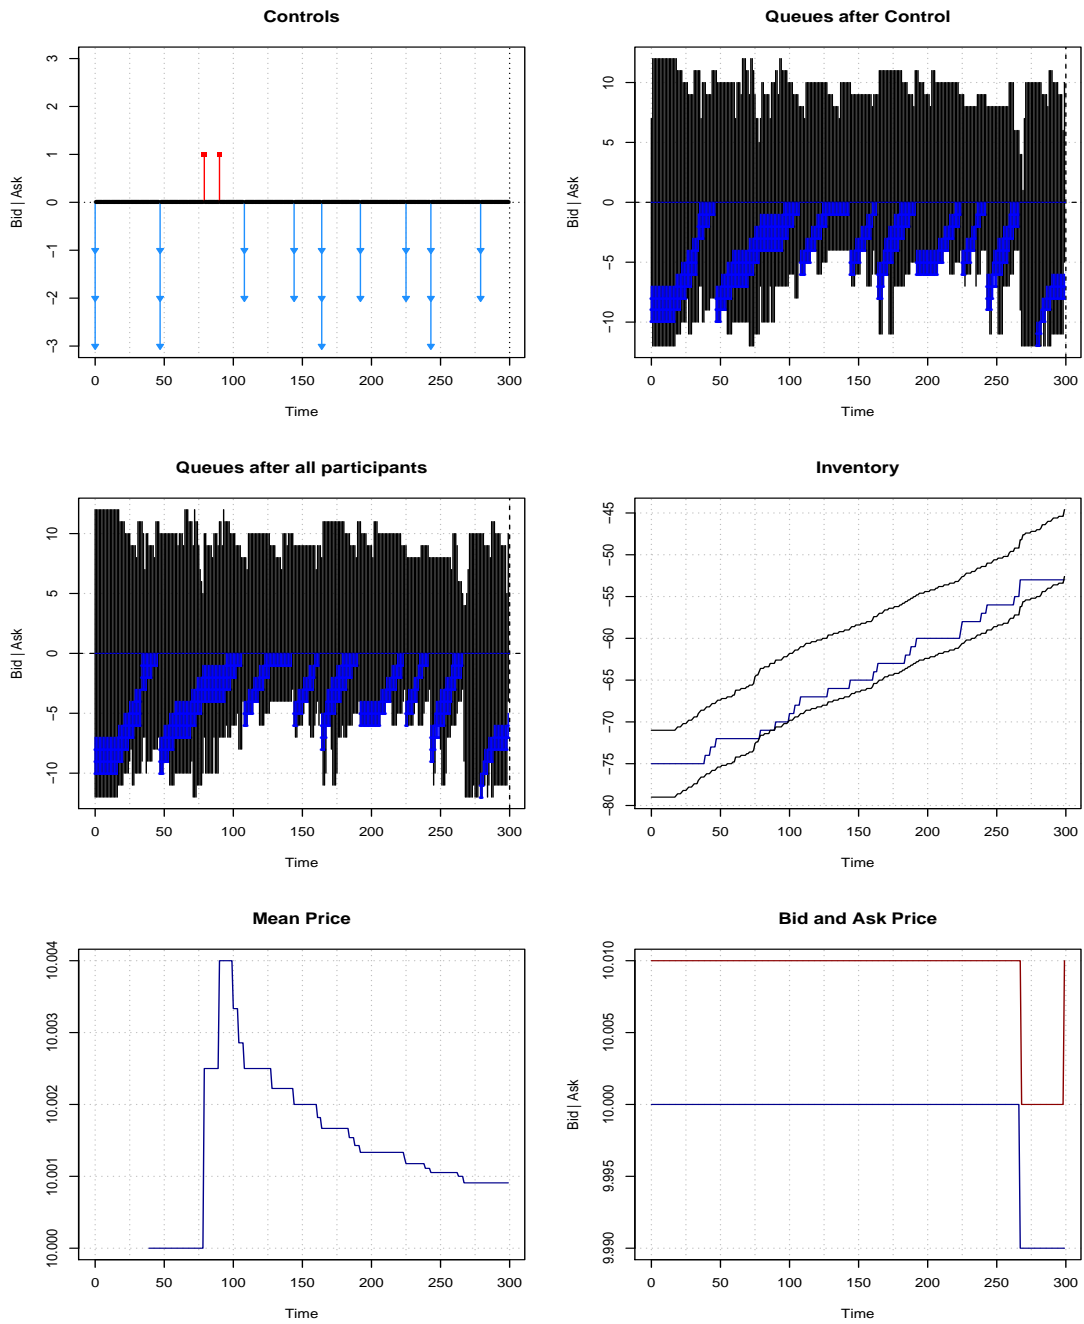 Controls
Queues after Control
3
2
1
0
−1
−2
−3
Bid | Ask
0 50 100 150 200 250 300
Time
10
5
0
−5
−10
Bid | Ask
0 50 100 150 200 250 300
Time
Queues after all participants
Inventory
10
5
0
−5
−10
Bid | Ask
0 50 100 150 200 250 300
Time
−45
−50
−55
−60
−65
−70
−75
−80
0 50 100 150 200 250 300
Time
Mean Price
Bid and Ask Price
10.004
10.003
10.002
10.001
10.000
0 50 100 150 200 250 300
Time
10.010
10.005
10.000
9.995
9.990
Bid | Ask
0 50 100 150 200 250 300
Time